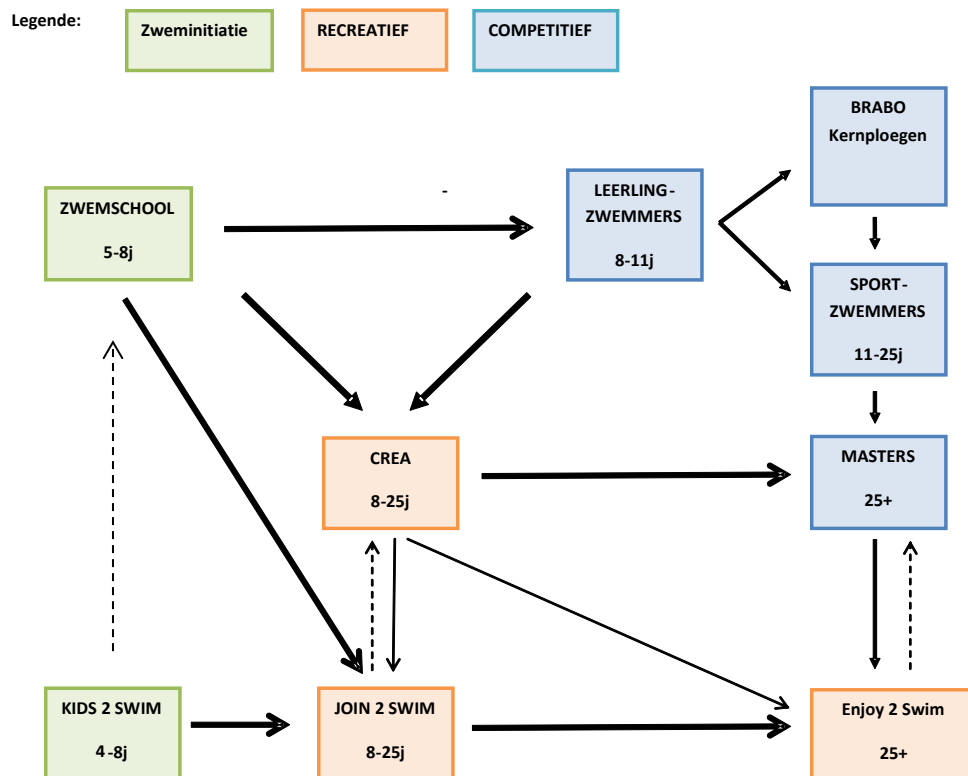 Legende:
Zweminitiatie
RECREATIEF
COMPETITIEF
BRABO
Kernploegen
ZWEMSCHOOL
5-8j
-
LEERLING-
ZWEMMERS
8-11j
SPORT-
ZWEMMERS
11-25j
CREA
8-25j
MASTERS
25+
KIDS 2 SWIM
4-8j
JOIN 2 SWIM
8-25j
Enjoy 2 Swim
25+